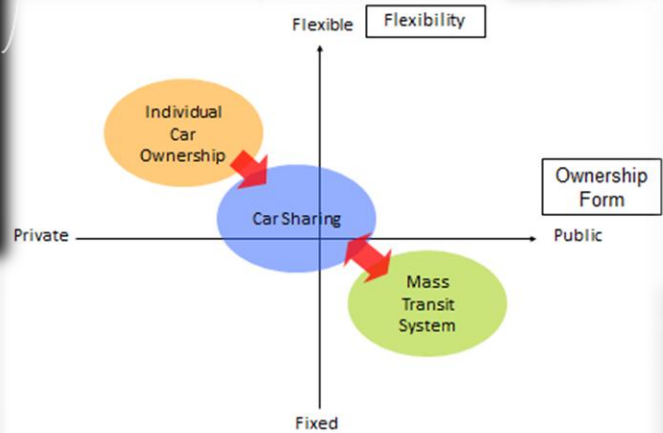 Flexible
Flexibility
Individual
Car
Ownership
Ownership
Form
Car Sharing
Private
Public
Mass
Transit
System
Fixed